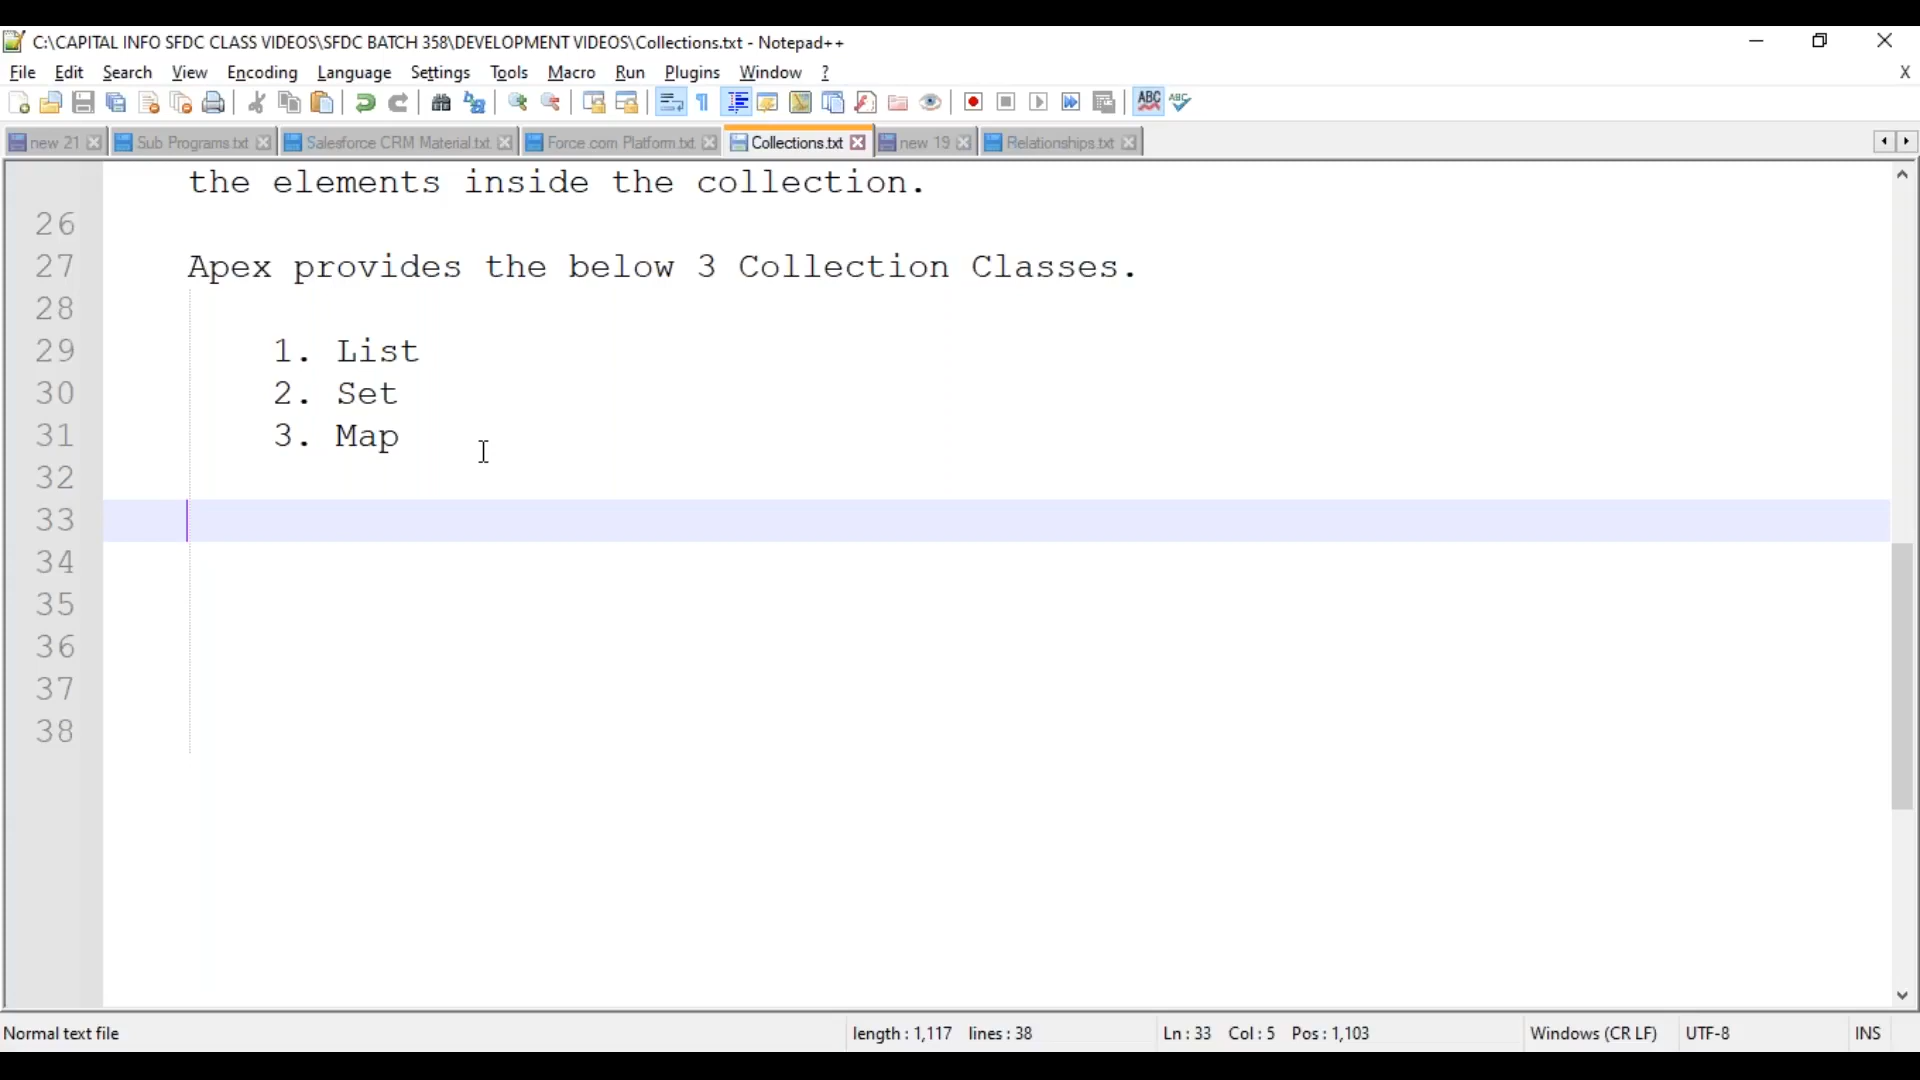 C:\CAPITAL INFO SFDC CLASS VIDEOS\SFDC BATCH 358\DEVELOPMENT VIDEOS\Collections.txt - Notepad++
File Edit Search View Encoding Language Settings Tools Macro Run Plugins Window ? X
ABC ABC
new 21 Sub Programs.txt Salesforce CRM Material.txt Force.com Platform.txt Collections.txt new 19 Relationships.txt
the elements inside the collection.
26
27 Apex provides the below 3 Collection Classes.
28
29 1. List
30 2. Set
31 3. Map
32
33
34
35
36
37
38
Normal text file length : 1,117 lines : 38 Ln : 33 Col : 5 Pos : 1,103 Windows (CR LF) UTF-8 INS